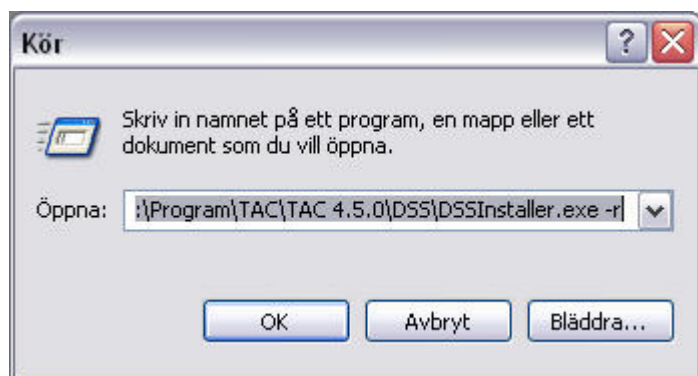 Kör
Skriv in namnet på ett program, en mapp eller ett
dokument som du vill öppna.
Öppna: :\Program\TAC\TAC 4.5.0\DSS\DSSInstaller.exe -r
OK Avbryt Bläddra...